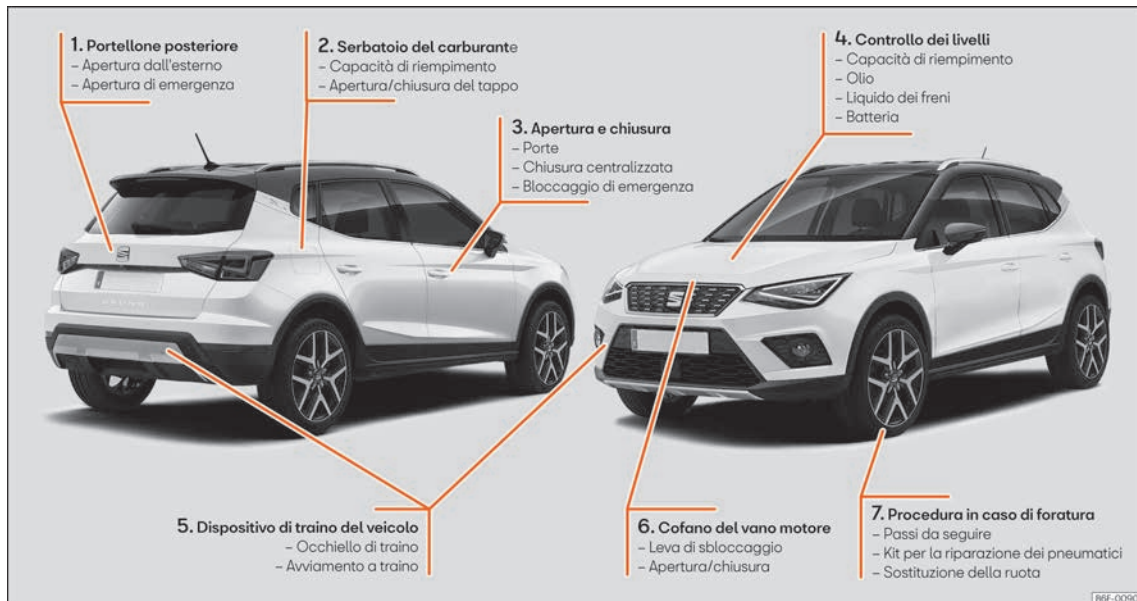 1. Portellone posteriore
– Apertura dall'esterno
– Apertura di emergenza
2. Serbatoio del carburante
– Capacità di riempimento
– Apertura/chiusura del tappo
3. Apertura e chiusura
– Porte
– Chiusura centralizzata
– Bloccaggio di emergenza
4. Controllo dei livelli
– Capacità di riempimento
– Olio
– Liquido dei freni
– Batteria
5. Dispositivo di traino del veicolo
– Occhiello di traino
– Avviamento a traino
6. Cofano del vano motore
– Leva di sbloccaggio
– Apertura/chiusura
7. Procedura in caso di foratura
– Passi da seguire
– Kit per la riparazione dei pneumatici
– Sostituzione della ruota
B6F-0090